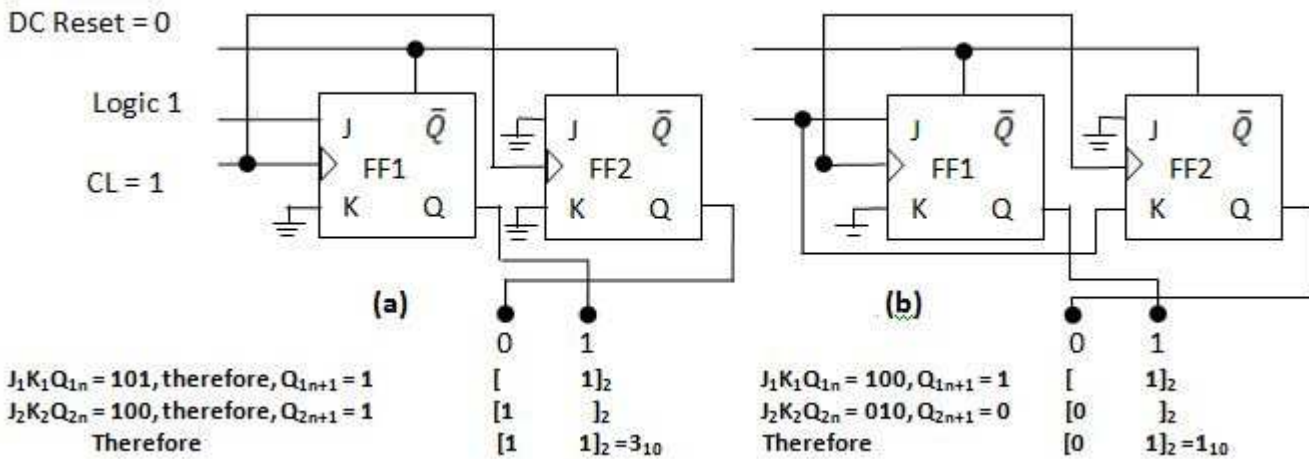 DC Reset = 0
Logic 1
CL = 1
J Q̄
FF1
K Q
J Q̄
FF2
K Q
(a)
0 1
J₁K₁Q₁ₙ = 101, therefore, Q₁ₙ₊₁ = 1 [ 1]₂
J₂K₂Q₂ₙ = 100, therefore, Q₂ₙ₊₁ = 1 [1 ]₂
Therefore [1 1]₂ =3₁₀
J Q̄
FF1
K Q
J Q̄
FF2
K Q
(b)
0 1
J₁K₁Q₁ₙ = 100, Q₁ₙ₊₁ = 1 [ 1]₂
J₂K₂Q₂ₙ = 010, Q₂ₙ₊₁ = 0 [0 ]₂
Therefore [0 1]₂ =1₁₀